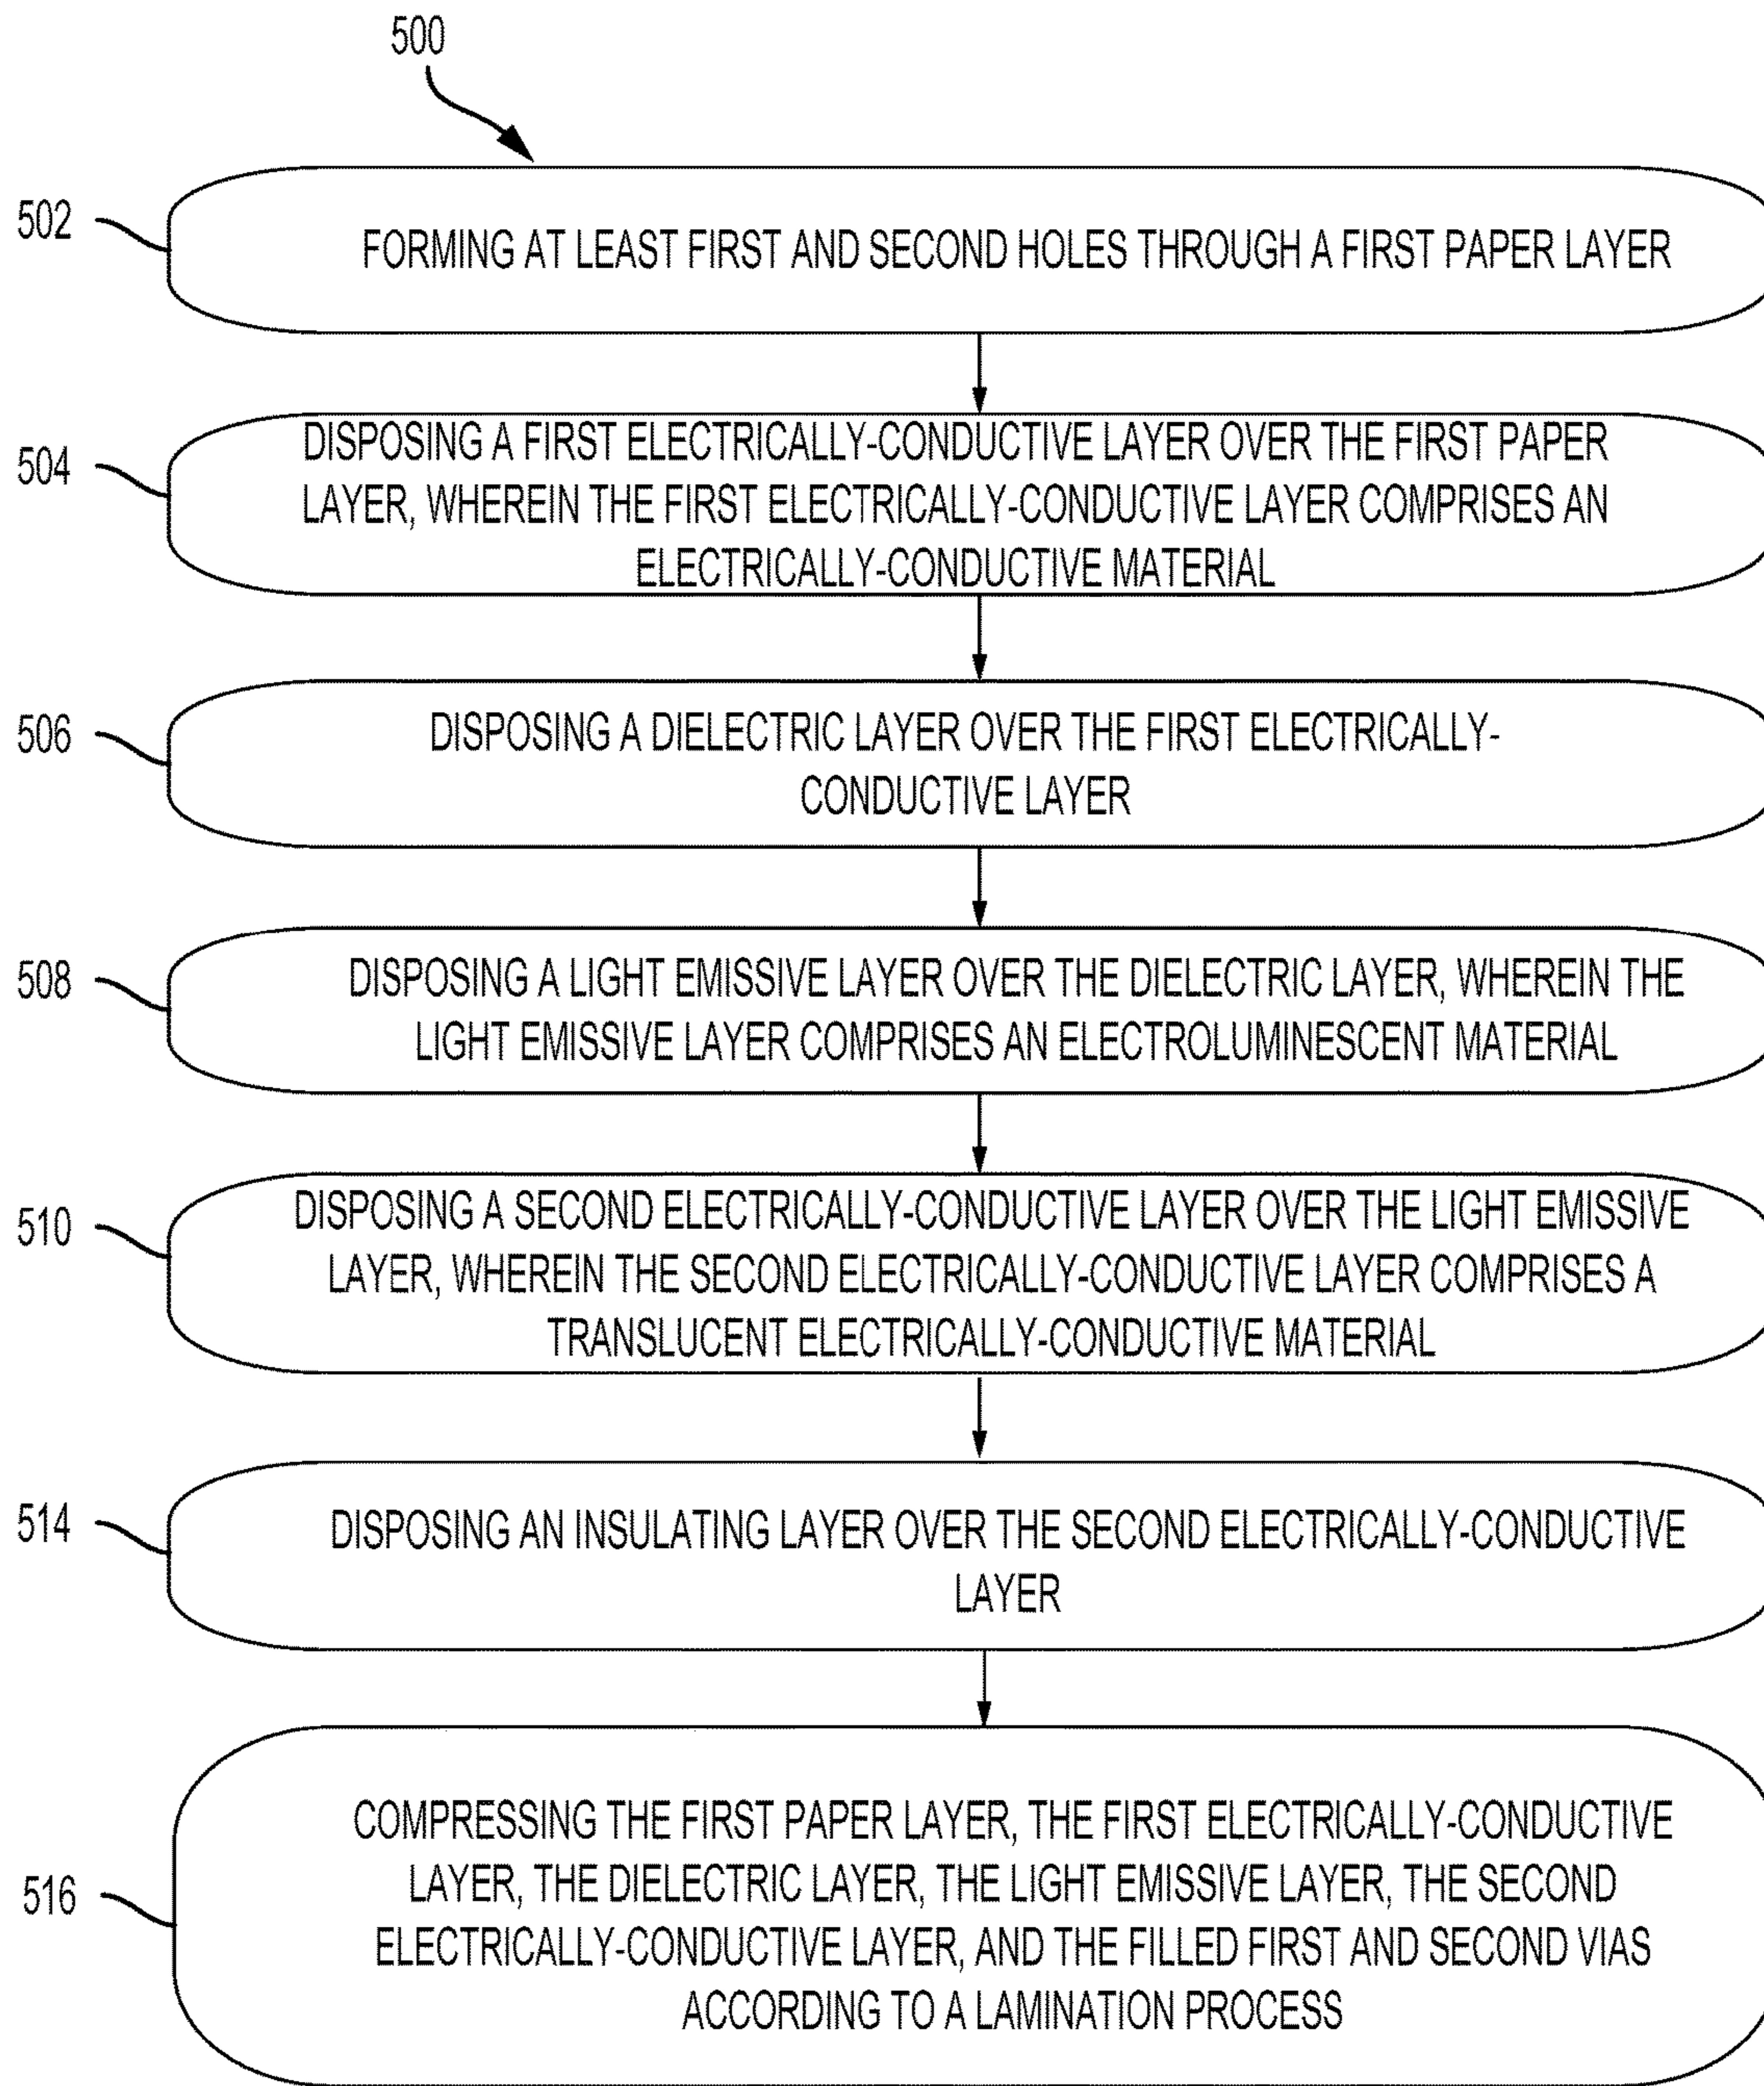 500
502
FORMING AT LEAST FIRST AND SECOND HOLES THROUGH A FIRST PAPER LAYER
504
DISPOSING A FIRST ELECTRICALLY-CONDUCTIVE LAYER OVER THE FIRST PAPER
LAYER, WHEREIN THE FIRST ELECTRICALLY-CONDUCTIVE LAYER COMPRISES AN
ELECTRICALLY-CONDUCTIVE MATERIAL
506
DISPOSING A DIELECTRIC LAYER OVER THE FIRST ELECTRICALLY-
CONDUCTIVE LAYER
508
DISPOSING A LIGHT EMISSIVE LAYER OVER THE DIELECTRIC LAYER, WHEREIN THE
LIGHT EMISSIVE LAYER COMPRISES AN ELECTROLUMINESCENT MATERIAL
510
DISPOSING A SECOND ELECTRICALLY-CONDUCTIVE LAYER OVER THE LIGHT EMISSIVE
LAYER, WHEREIN THE SECOND ELECTRICALLY-CONDUCTIVE LAYER COMPRISES A
TRANSLUCENT ELECTRICALLY-CONDUCTIVE MATERIAL
514
DISPOSING AN INSULATING LAYER OVER THE SECOND ELECTRICALLY-CONDUCTIVE
LAYER
516
COMPRESSING THE FIRST PAPER LAYER, THE FIRST ELECTRICALLY-CONDUCTIVE
LAYER, THE DIELECTRIC LAYER, THE LIGHT EMISSIVE LAYER, THE SECOND
ELECTRICALLY-CONDUCTIVE LAYER, AND THE FILLED FIRST AND SECOND VIAS
ACCORDING TO A LAMINATION PROCESS